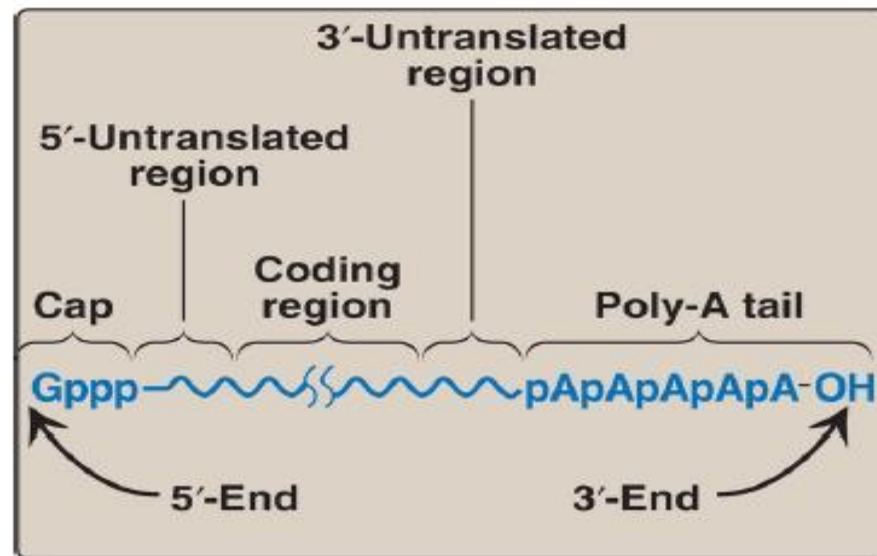 3′-Untranslated
region
5′-Untranslated
region
Coding
region
Cap
Poly-A tail
Gppp
pApApApApA-OH
5′-End
3′-End